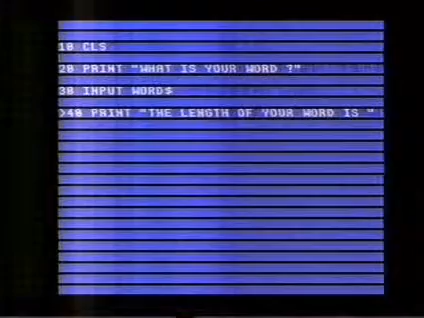 10 CLS
20 PRINT "WHAT IS YOUR WORD ?"
30 INPUT WORD$
>40 PRINT "THE LENGTH OF YOUR WORD IS "